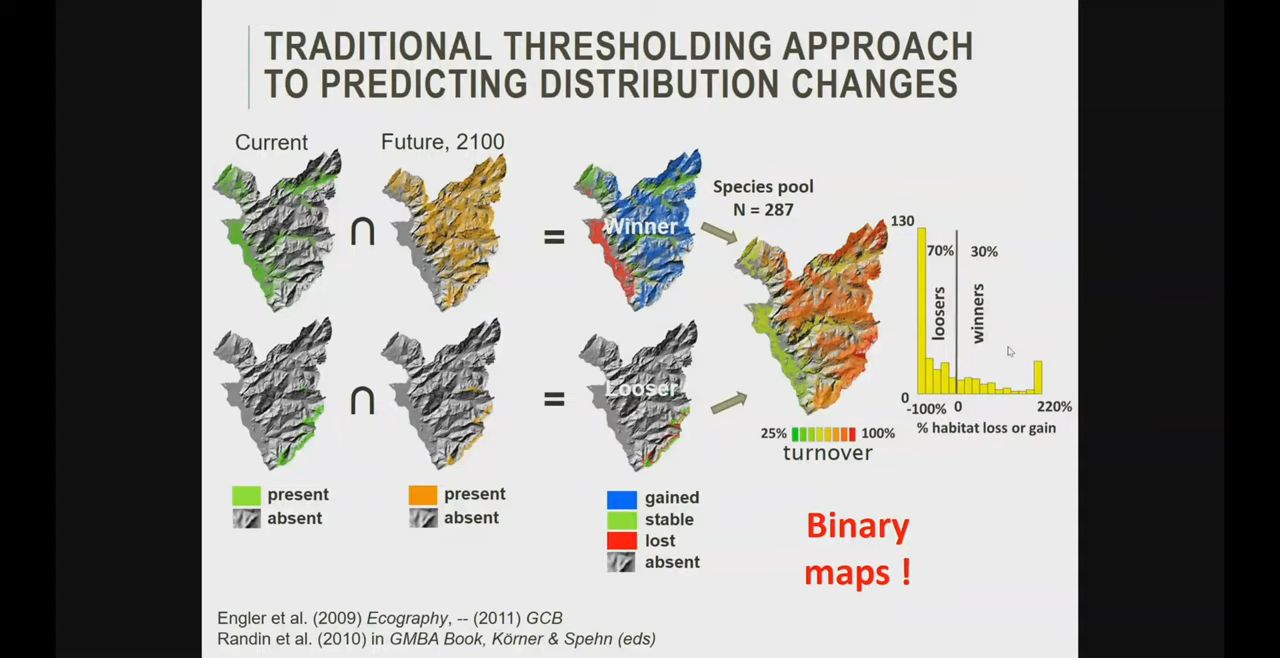 TRADITIONAL THRESHOLDING APPROACH
TO PREDICTING DISTRIBUTION CHANGES
Current
Future, 2100
∩
=
Winner
Species pool
N = 287
130
70%
30%
loosers
winners
0
-100%
0
220%
% habitat loss or gain
∩
=
Looser
25%
100%
turnover
present
absent
present
absent
gained
stable
lost
absent
Binary
maps !
Engler et al. (2009) Ecography, -- (2011) GCB
Randin et al. (2010) in GMBA Book, Körner & Spehn (eds)